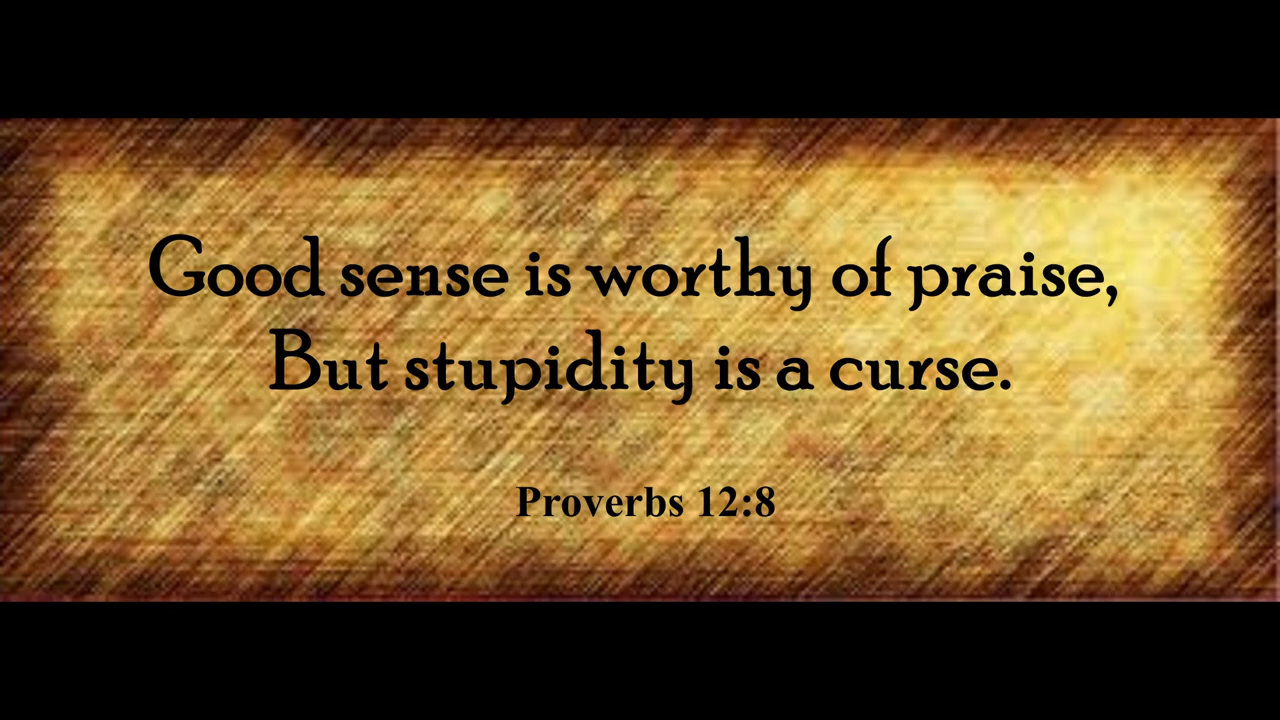 Good sense is worthy of praise,
But stupidity is a curse.
Proverbs 12:8